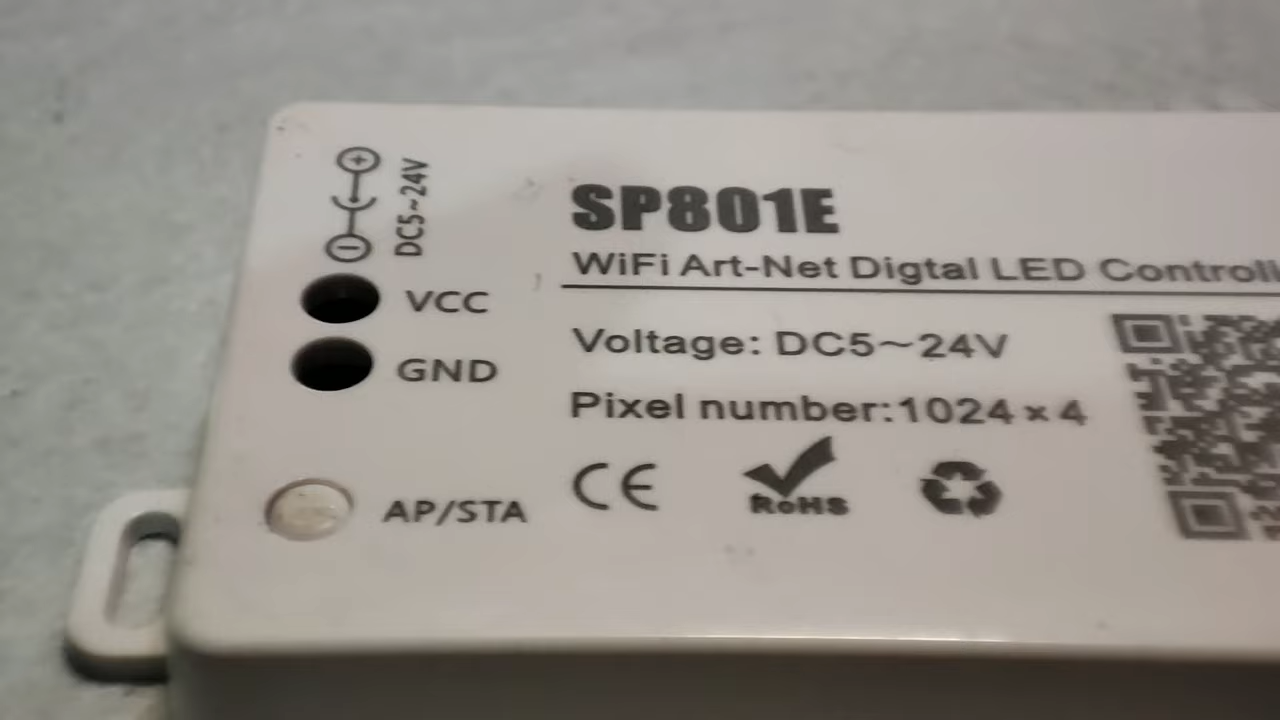 DC5~24V
VCC
GND
AP/STA
SP801E
WiFi Art-Net Digtal LED Controll
Voltage: DC5~24V
Pixel number:1024×4
CE
RoHS